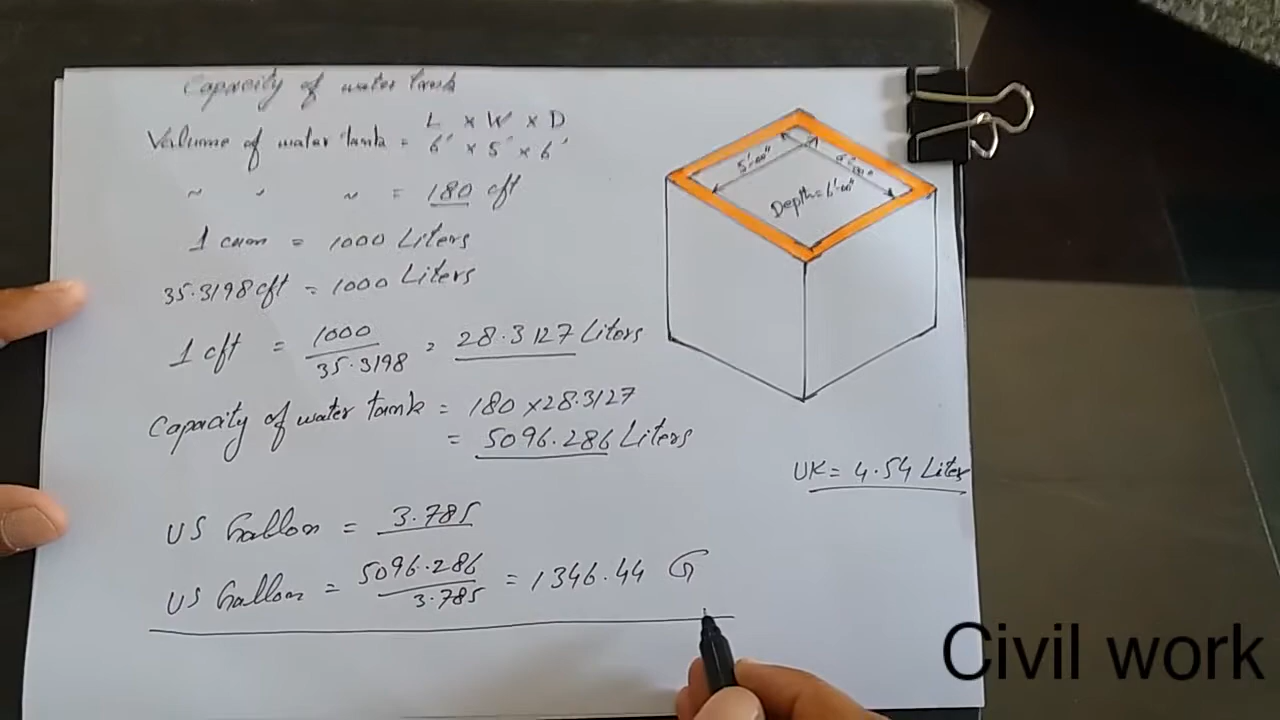 Capacity of water tank
L × W × D
Volume of water tank = 6' × 5' × 6'
~ ~ ~ = 180 cft
1 cum = 1000 Liters
35.3198 cft = 1000 Liters
1 cft = 1000 / 35.3198 = 28.3127 Liters
Capacity of water tank = 180 × 28.3127
= 5096.286 Liters
US Gallon = 3.785
US Gallon = 5096.286 / 3.785 = 1346.44 G
5'-00"
Depth = 6'-00"
UK = 4.54 Liter
Civil work